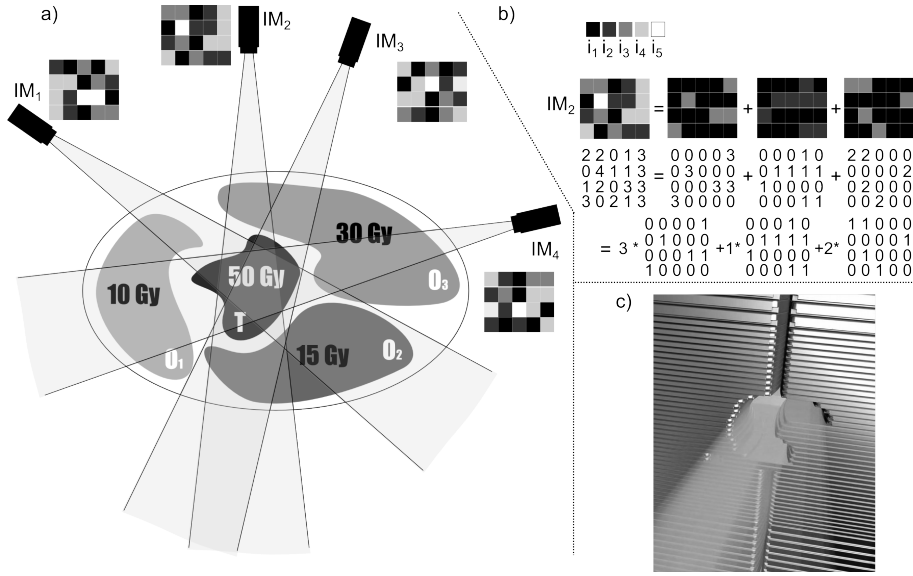 a)
IM₁
IM₂
IM₃
IM₄
10 Gy
O₁
50 Gy
T
30 Gy
O₃
15 Gy
O₂
b)
i₁ i₂ i₃ i₄ i₅
IM₂ = + +
2 2 0 1 3   0 0 0 0 3   0 0 0 1 0   2 2 0 0 0
0 4 1 1 3 = 0 3 0 0 0 + 0 1 1 1 1 + 0 0 0 0 2
1 2 0 3 3   0 0 0 3 3   1 0 0 0 0   0 2 0 0 0
3 0 2 1 3   3 0 0 0 0   0 0 0 1 1   0 0 2 0 0
0 0 0 0 1   0 0 0 1 0   1 1 0 0 0
= 3 * 0 1 0 0 0 +1* 0 1 1 1 1 +2* 0 0 0 0 1
0 0 0 1 1   1 0 0 0 0   0 1 0 0 0
1 0 0 0 0   0 0 0 1 1   0 0 1 0 0
c)